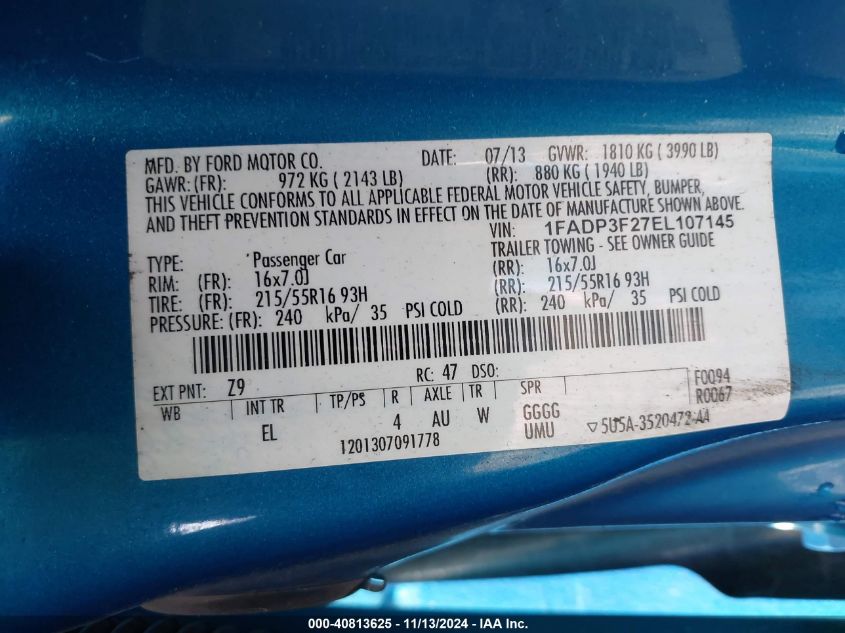 MFD. BY FORD MOTOR CO. DATE: 07/13 GVWR: 1810 KG ( 3990 LB)
GAWR: (FR): 972 KG ( 2143 LB) (RR): 880 KG ( 1940 LB)
THIS VEHICLE CONFORMS TO ALL APPLICABLE FEDERAL MOTOR VEHICLE SAFETY, BUMPER,
AND THEFT PREVENTION STANDARDS IN EFFECT ON THE DATE OF MANUFACTURE SHOWN ABOVE.
VIN: 1FADP3F27EL107145
TYPE: Passenger Car TRAILER TOWING - SEE OWNER GUIDE
RIM: (FR): 16x7.0J (RR): 16x7.0J
TIRE: (FR): 215/55R16 93H (RR): 215/55R16 93H
PRESSURE: (FR): 240 kPa/ 35 PSI COLD (RR): 240 kPa/ 35 PSI COLD
EXT PNT: Z9 RC: 47 DSO: F0094
WB INT TR TP/PS R AXLE TR SPR R0067
EL 4 AU W GGGG
UMU ▽5U5A-3520472-AA
1201307091778
000-40813625 - 11/13/2024 - IAA Inc.